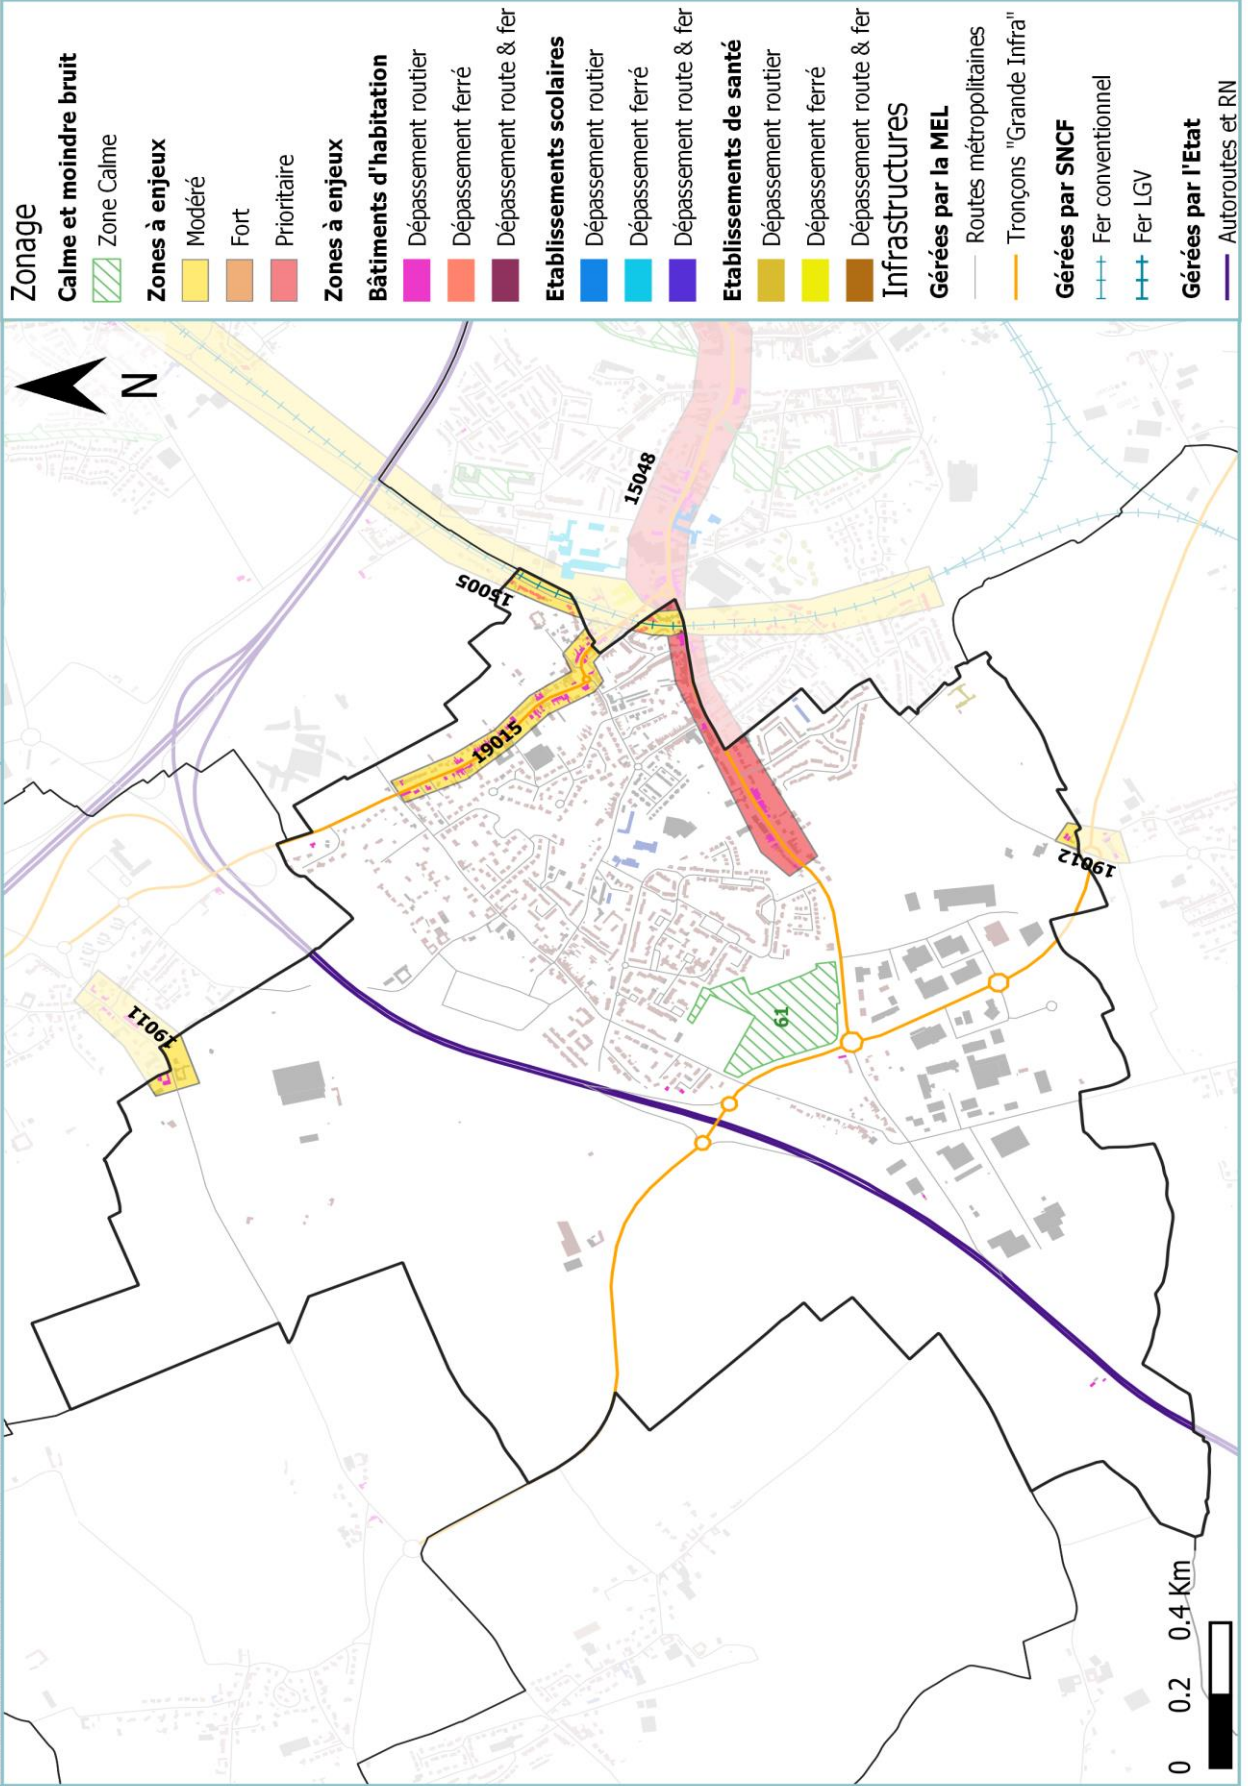 Zonage
Calme et moindre bruit
Zone Calme
Zones à enjeux
Modéré
Fort
Prioritaire
Zones à enjeux
Bâtiments d'habitation
Dépassement routier
Dépassement ferré
Dépassement route & fer
Etablissements scolaires
Dépassement routier
Dépassement ferré
Dépassement route & fer
Etablissements de santé
Dépassement routier
Dépassement ferré
Dépassement route & fer
Infrastructures
Gérées par la MEL
Routes métropolitaines
Tronçons "Grande Infra"
Gérées par SNCF
Fer conventionnel
Fer LGV
Gérées par l'Etat
Autoroutes et RN
N
15048
15005
19015
19012
19011
61
0 0.2 0.4 Km